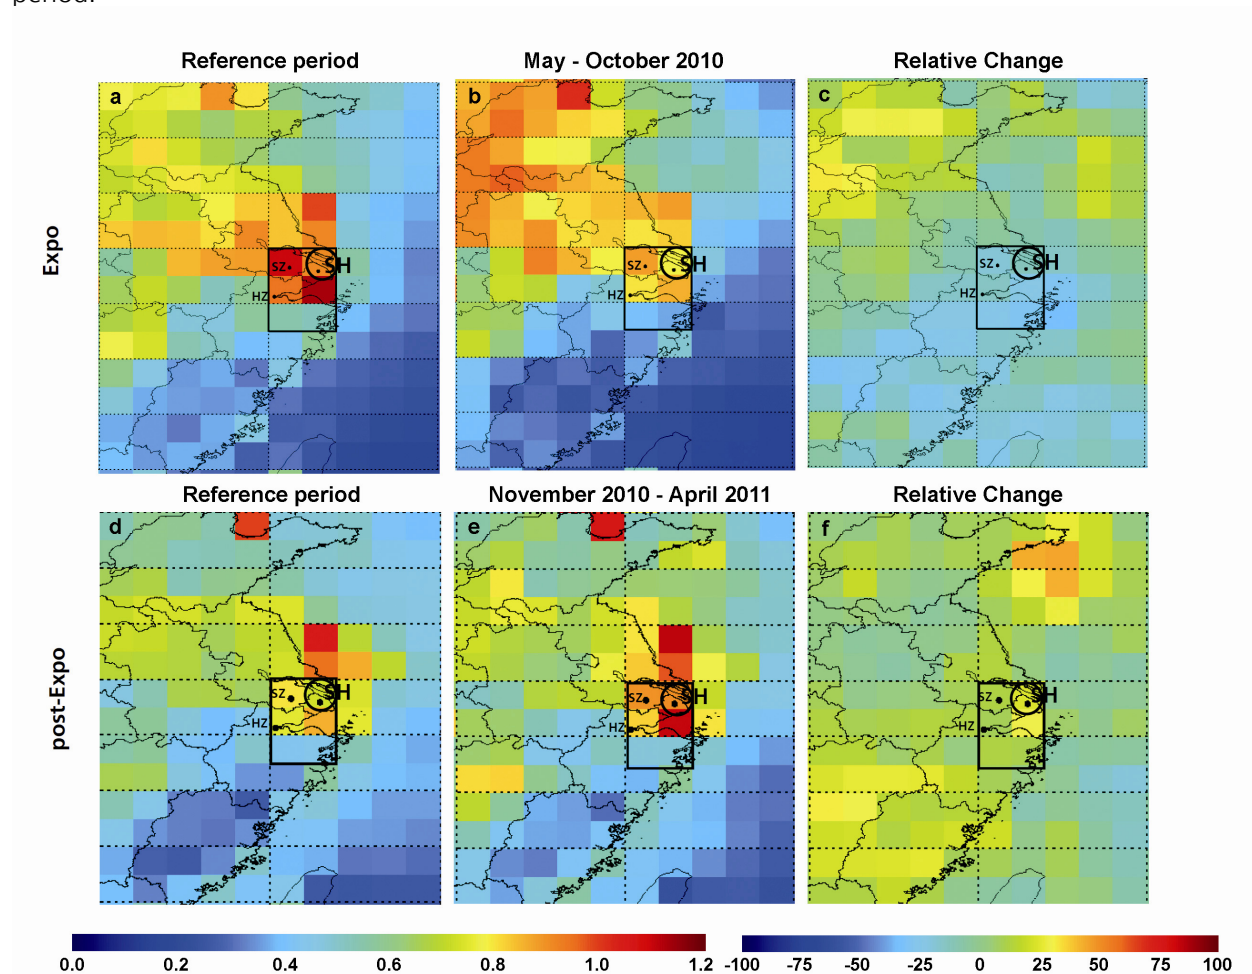 period.
Reference period
May - October 2010
Relative Change
a
b
c
Expo
SZ
SH
HZ
SZ
SH
HZ
SZ
SH
HZ
Reference period
November 2010 - April 2011
Relative Change
d
e
f
post-Expo
SZ
SH
HZ
SZ
SH
HZ
SZ
SH
HZ
0.0 0.2 0.4 0.6 0.8 1.0 1.2
-100 -75 -50 -25 0 25 50 75 100